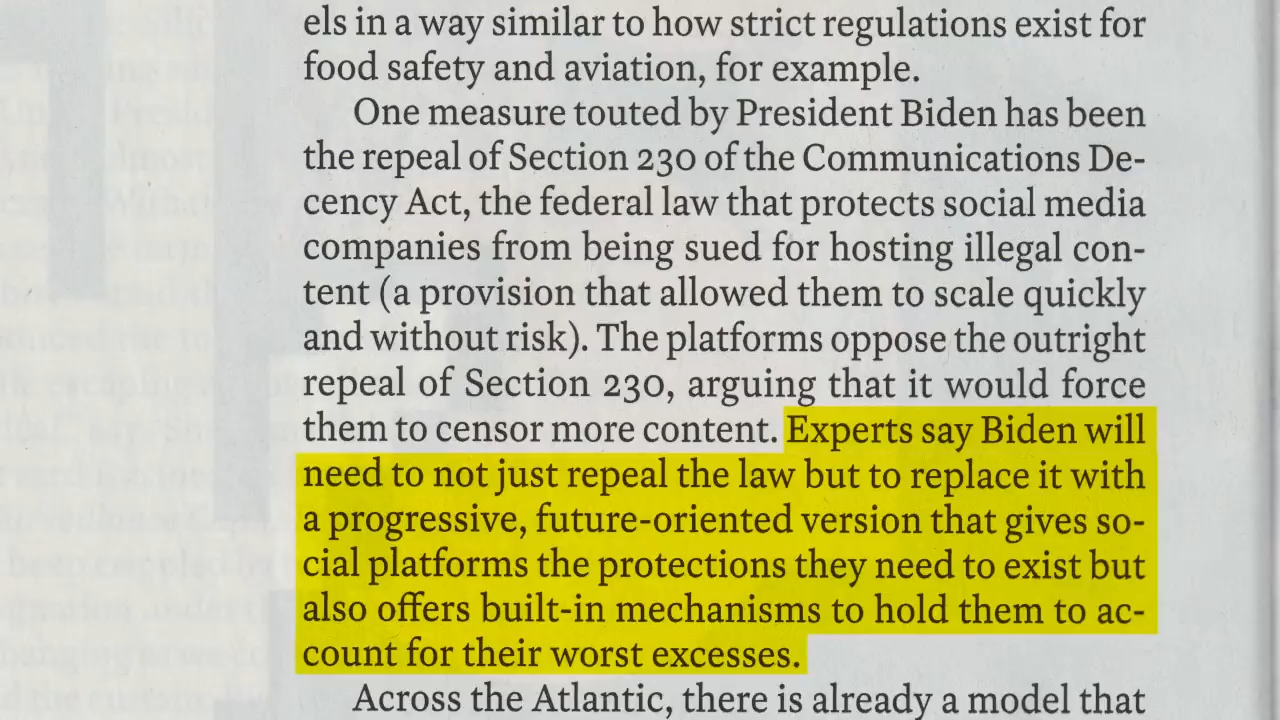 els in a way similar to how strict regulations exist for
food safety and aviation, for example.
One measure touted by President Biden has been
the repeal of Section 230 of the Communications De-
cency Act, the federal law that protects social media
companies from being sued for hosting illegal con-
tent (a provision that allowed them to scale quickly
and without risk). The platforms oppose the outright
repeal of Section 230, arguing that it would force
them to censor more content. Experts say Biden will
need to not just repeal the law but to replace it with
a progressive, future-oriented version that gives so-
cial platforms the protections they need to exist but
also offers built-in mechanisms to hold them to ac-
count for their worst excesses.
Across the Atlantic, there is already a model that